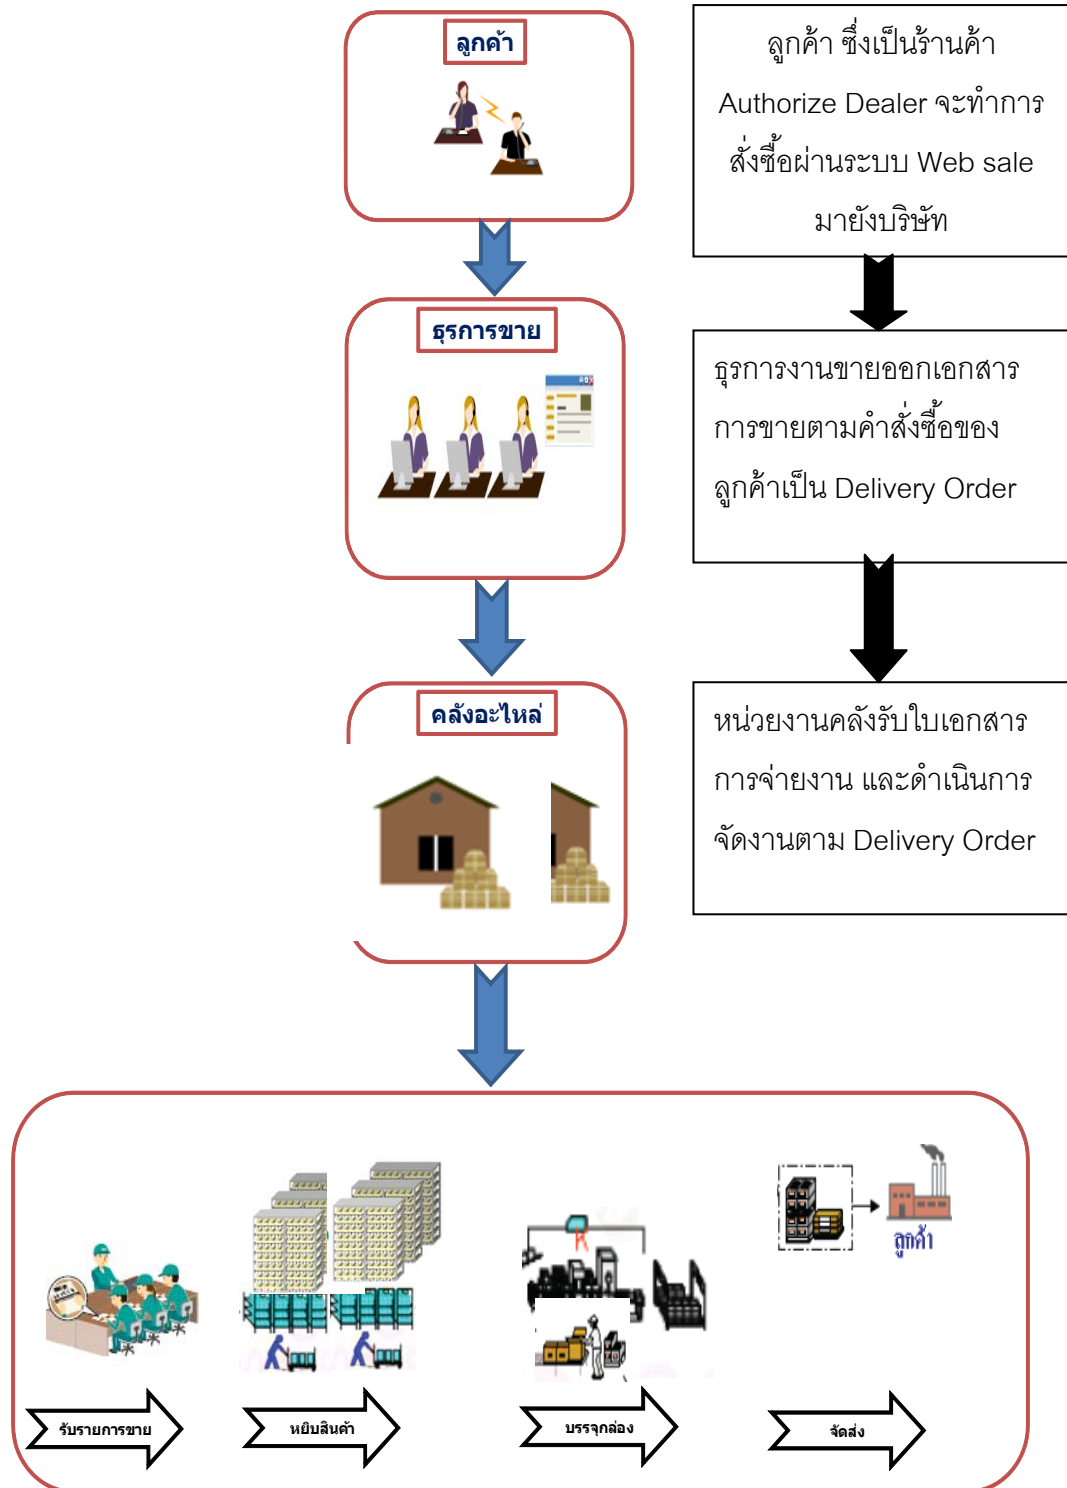 ลูกค้า
ลูกค้า ซึ่งเป็นร้านค้า
Authorize Dealer จะทำการ
สั่งซื้อผ่านระบบ Web sale
มายังบริษัท
ธุรการขาย
ธุรการงานขายออกเอกสาร
การขายตามคำสั่งซื้อของ
ลูกค้าเป็น Delivery Order
คลังอะไหล่
หน่วยงานคลังรับใบเอกสาร
การจ่ายงาน และดำเนินการ
จัดงานตาม Delivery Order
ลูกค้า
รับรายการขาย
หยิบสินค้า
บรรจุกล่อง
จัดส่ง